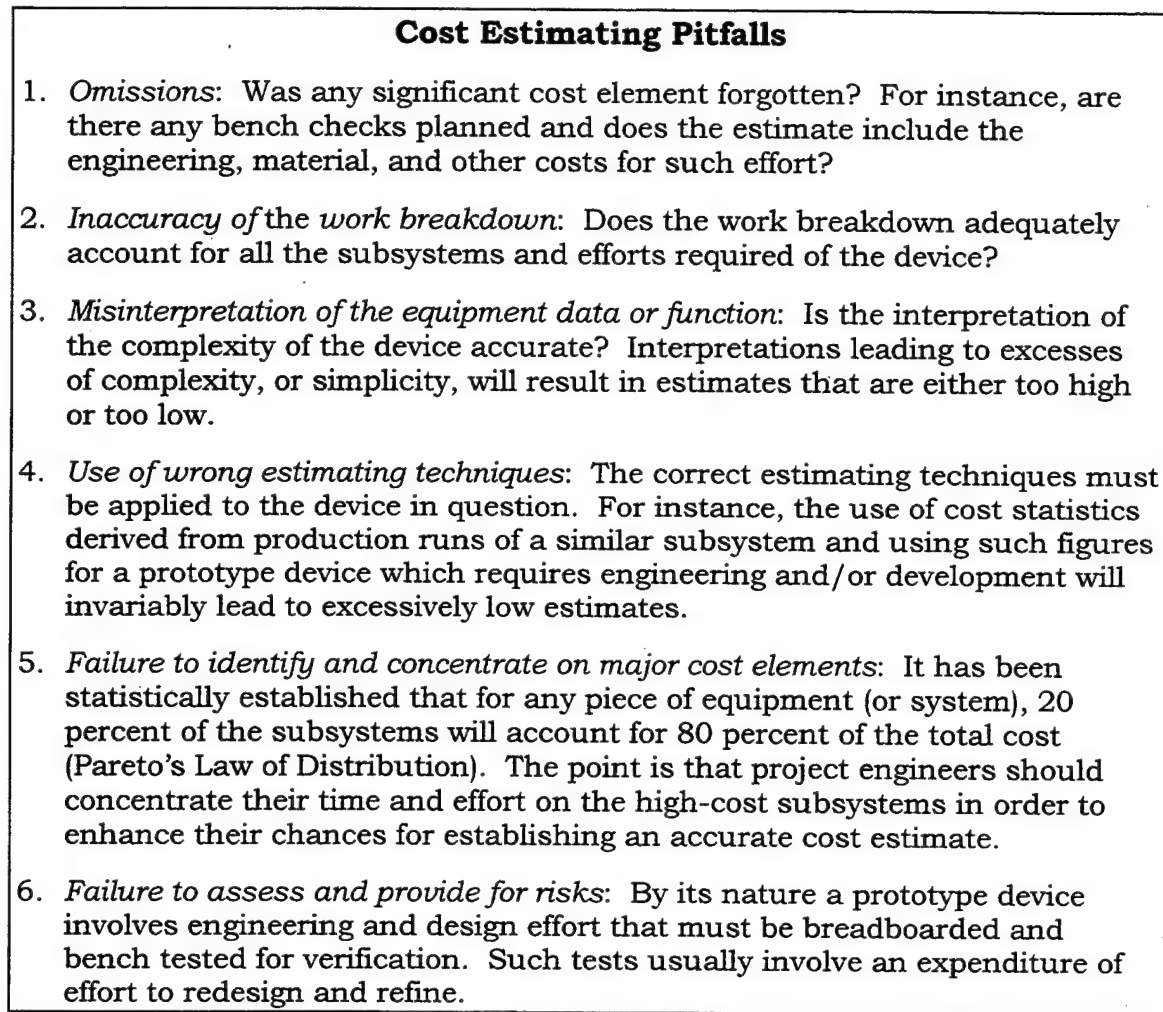 Cost Estimating Pitfalls
1. Omissions: Was any significant cost element forgotten? For instance, are
there any bench checks planned and does the estimate include the
engineering, material, and other costs for such effort?
2. Inaccuracy of the work breakdown: Does the work breakdown adequately
account for all the subsystems and efforts required of the device?
3. Misinterpretation of the equipment data or function: Is the interpretation of
the complexity of the device accurate? Interpretations leading to excesses
of complexity, or simplicity, will result in estimates that are either too high
or too low.
4. Use of wrong estimating techniques: The correct estimating techniques must
be applied to the device in question. For instance, the use of cost statistics
derived from production runs of a similar subsystem and using such figures
for a prototype device which requires engineering and/or development will
invariably lead to excessively low estimates.
5. Failure to identify and concentrate on major cost elements: It has been
statistically established that for any piece of equipment (or system), 20
percent of the subsystems will account for 80 percent of the total cost
(Pareto's Law of Distribution). The point is that project engineers should
concentrate their time and effort on the high-cost subsystems in order to
enhance their chances for establishing an accurate cost estimate.
6. Failure to assess and provide for risks: By its nature a prototype device
involves engineering and design effort that must be breadboarded and
bench tested for verification. Such tests usually involve an expenditure of
effort to redesign and refine.